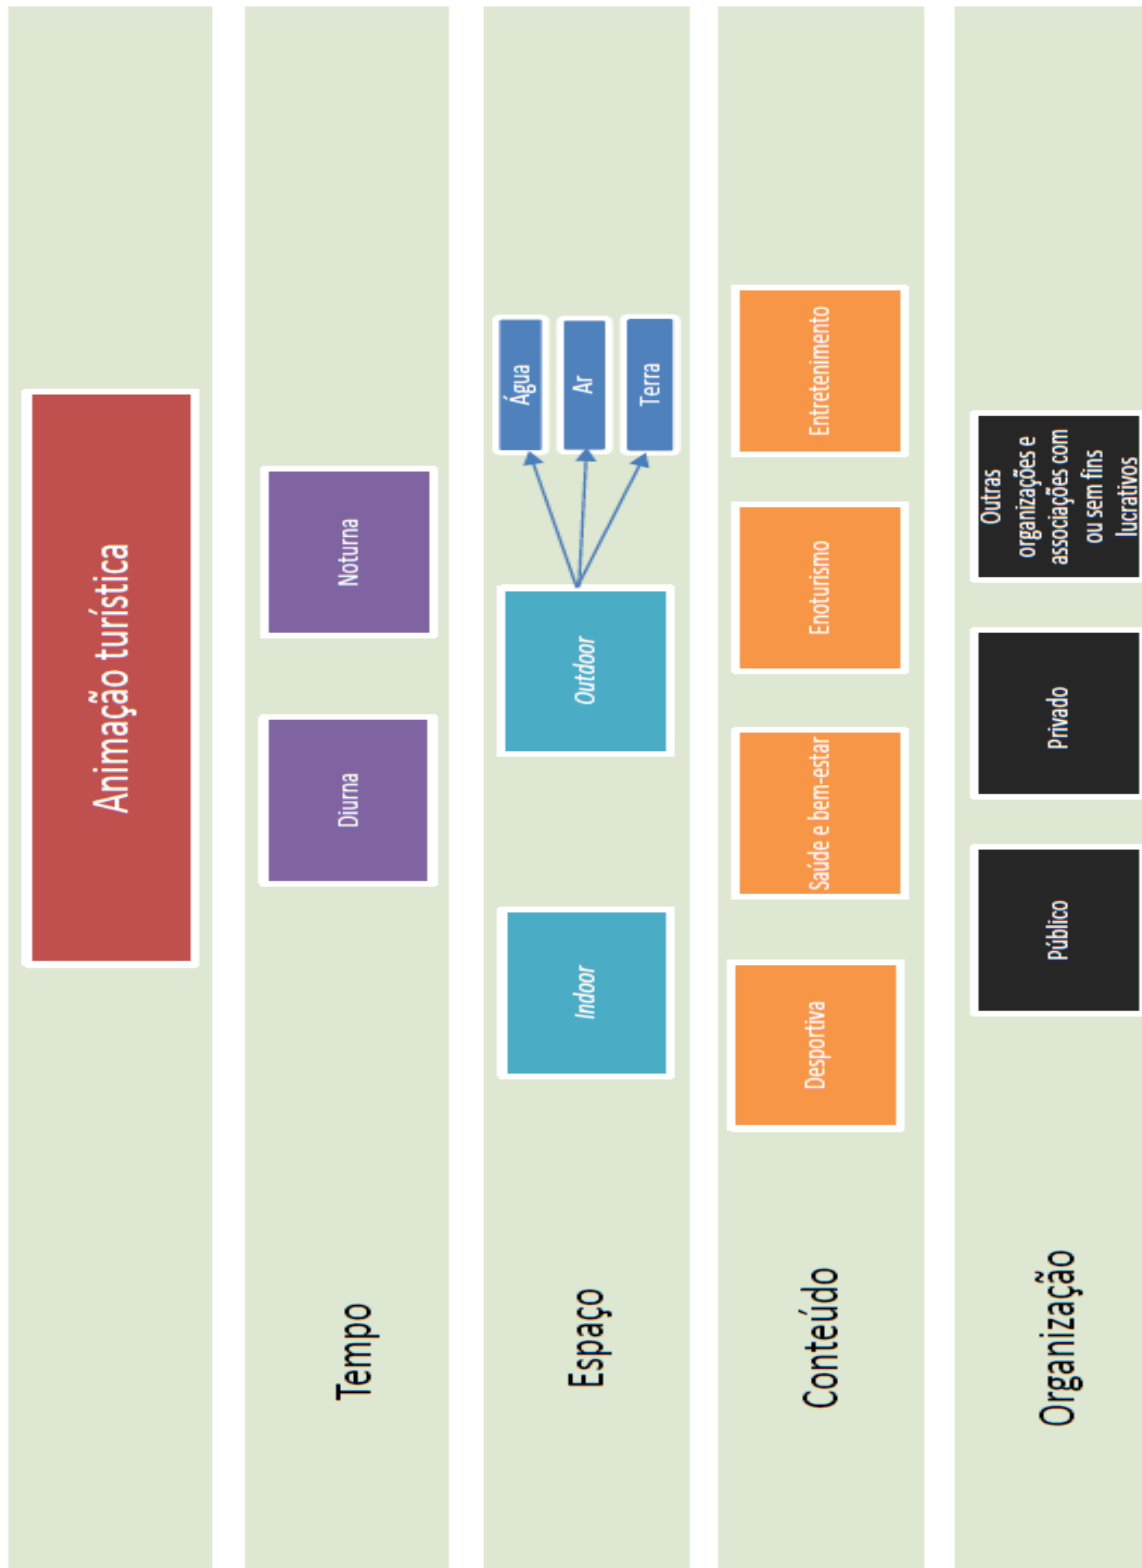 Animação turística
Tempo
Diurna
Noturna
Espaço
Indoor
Outdoor
Água
Ar
Terra
Conteúdo
Desportiva
Saúde e bem-estar
Enoturismo
Entretenimento
Organização
Público
Privado
Outras
organizações e
associações com
ou sem fins
lucrativos